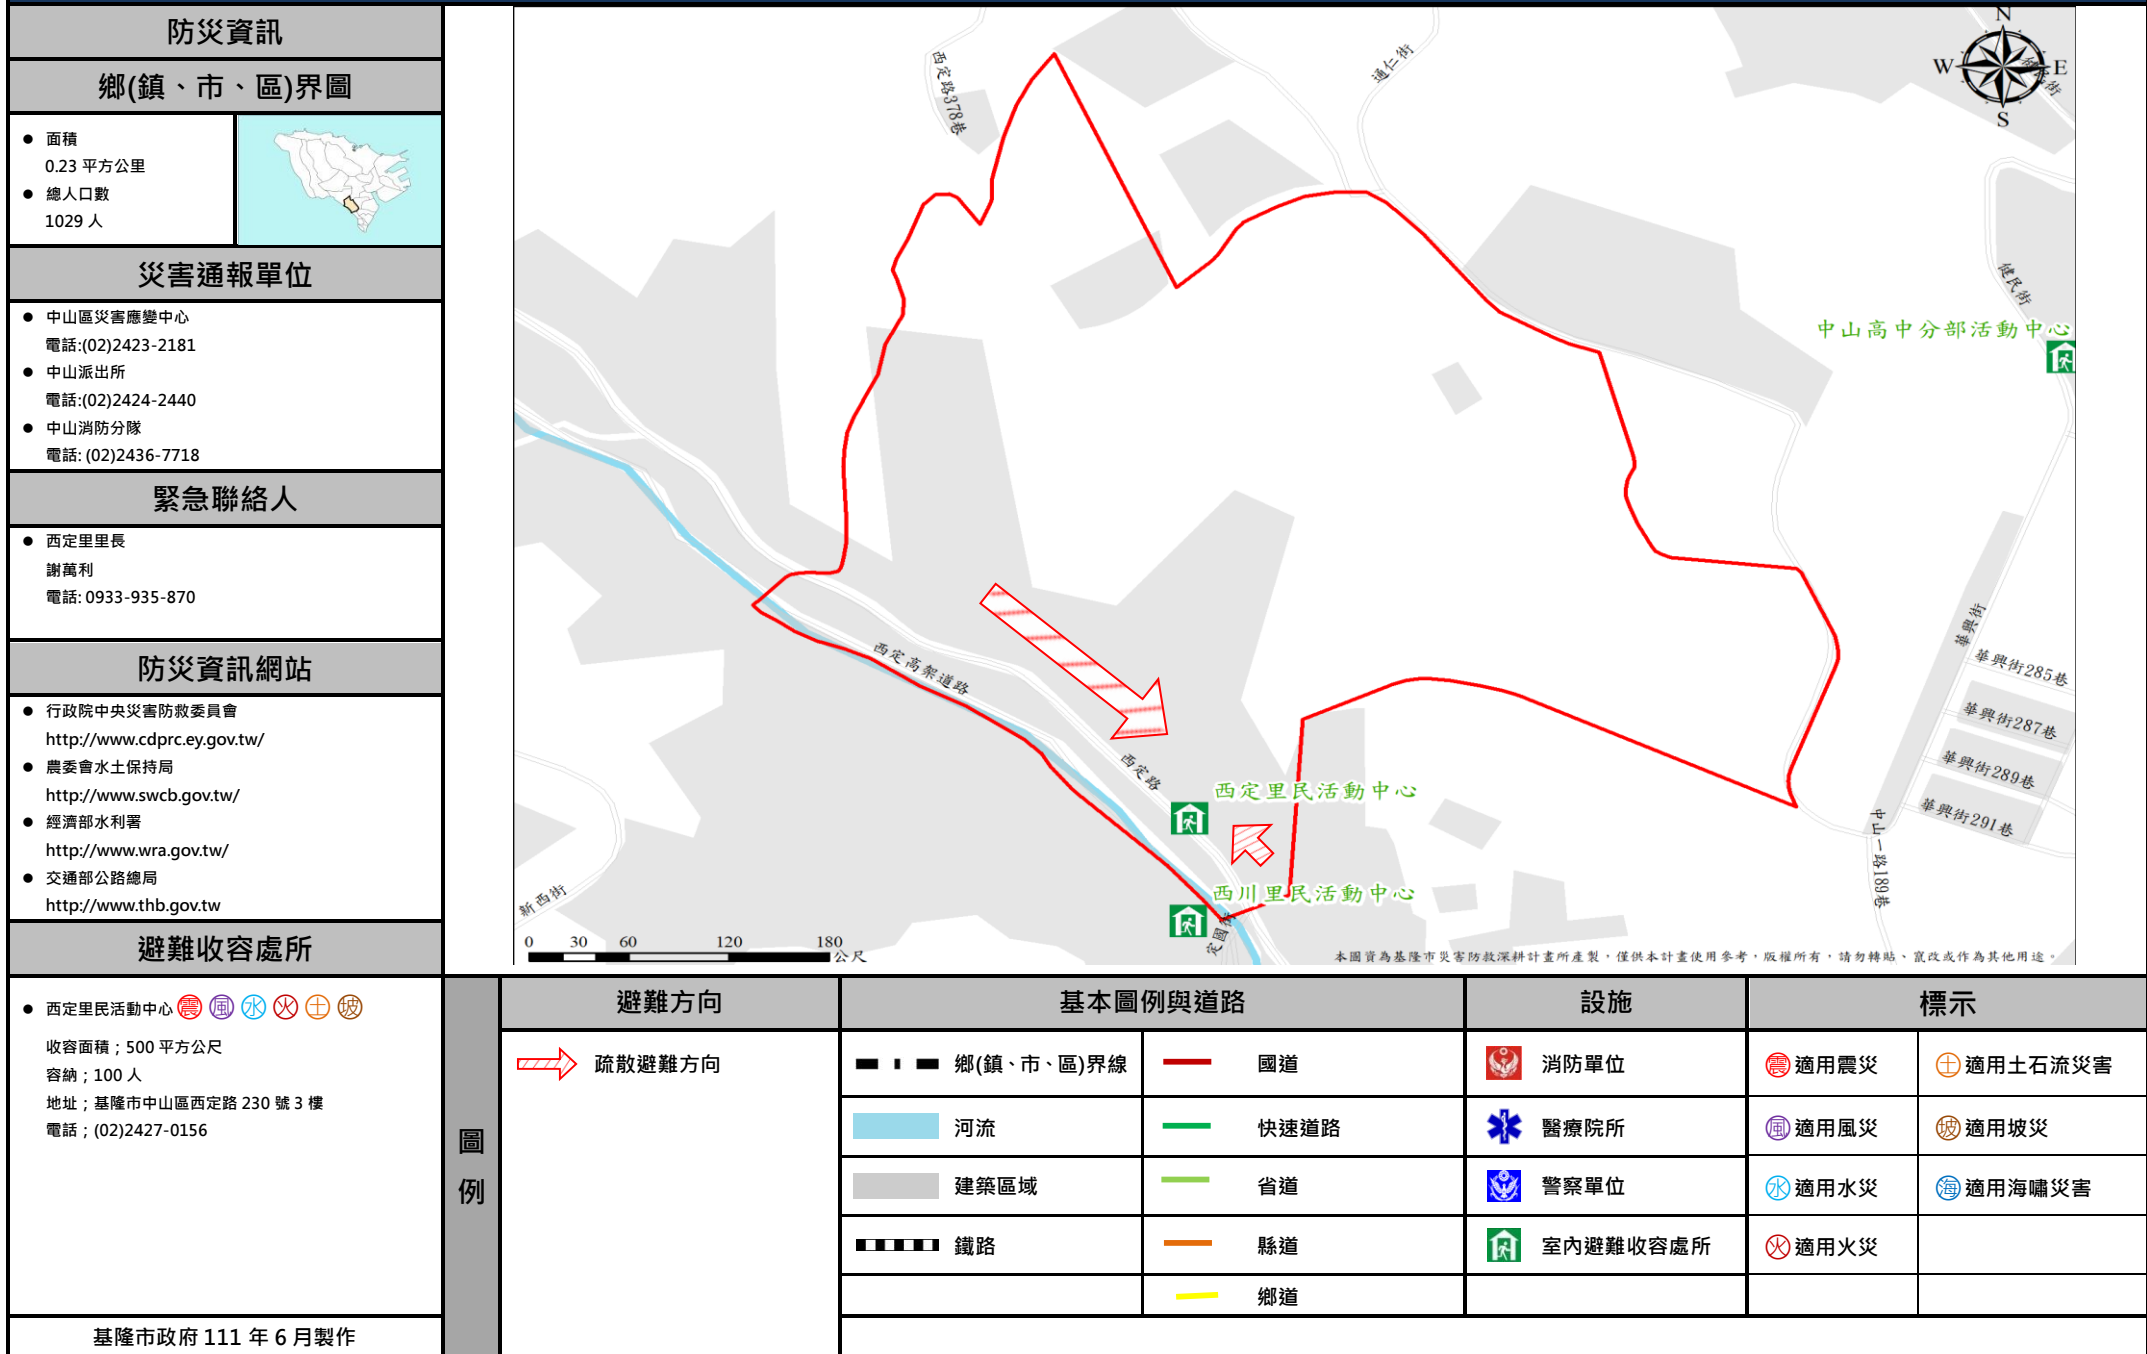 防災資訊
鄉(鎮、市、區)界圖
● 面積
0.23 平方公里
● 總人口數
1029 人
災害通報單位
● 中山區災害應變中心
電話:(02)2423-2181
● 中山派出所
電話:(02)2424-2440
● 中山消防分隊
電話: (02)2436-7718
緊急聯絡人
● 西定里里長
謝萬利
電話: 0933-935-870
防災資訊網站
● 行政院中央災害防救委員會
http://www.cdprc.ey.gov.tw/
● 農委會水土保持局
http://www.swcb.gov.tw/
● 經濟部水利署
http://www.wra.gov.tw/
● 交通部公路總局
http://www.thb.gov.tw
避難收容處所
● 西定里民活動中心 震 風 水 火 土 坡
收容面積；500 平方公尺
容納；100 人
地址；基隆市中山區西定路 230 號 3 樓
電話；(02)2427-0156
基隆市政府 111 年 6 月製作
西定路378巷
通仁街
N
W
E
S
健民街
中山高中分部活動中心
華興街
華興街285巷
華興街287巷
華興街289巷
華興街291巷
中山一路189巷
西定高架道路
西定路
西定里民活動中心
西川里民活動中心
定國街
新西街
0 30 60 120 180
公尺
本圖資為基隆市災害防救深耕計畫所產製，僅供本計畫使用參考，版權所有，請勿轉貼、竄改或作為其他用途。
圖例
避難方向
疏散避難方向
基本圖例與道路
鄉(鎮、市、區)界線
國道
河流
快速道路
建築區域
省道
鐵路
縣道
鄉道
設施
消防單位
醫療院所
警察單位
室內避難收容處所
標示
震 適用震災
土 適用土石流災害
風 適用風災
坡 適用坡災
水 適用水災
海 適用海嘯災害
火 適用火災